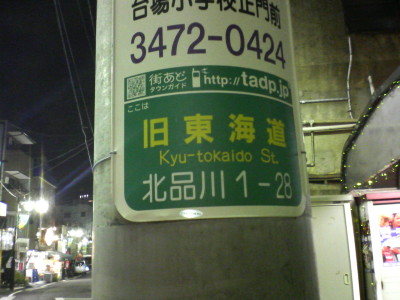 台場小学校正門前
3472-0424
街あど
タウンガイド
http://tadp.jp
ここは
旧東海道
Kyu-tokaido St.
北品川1-28